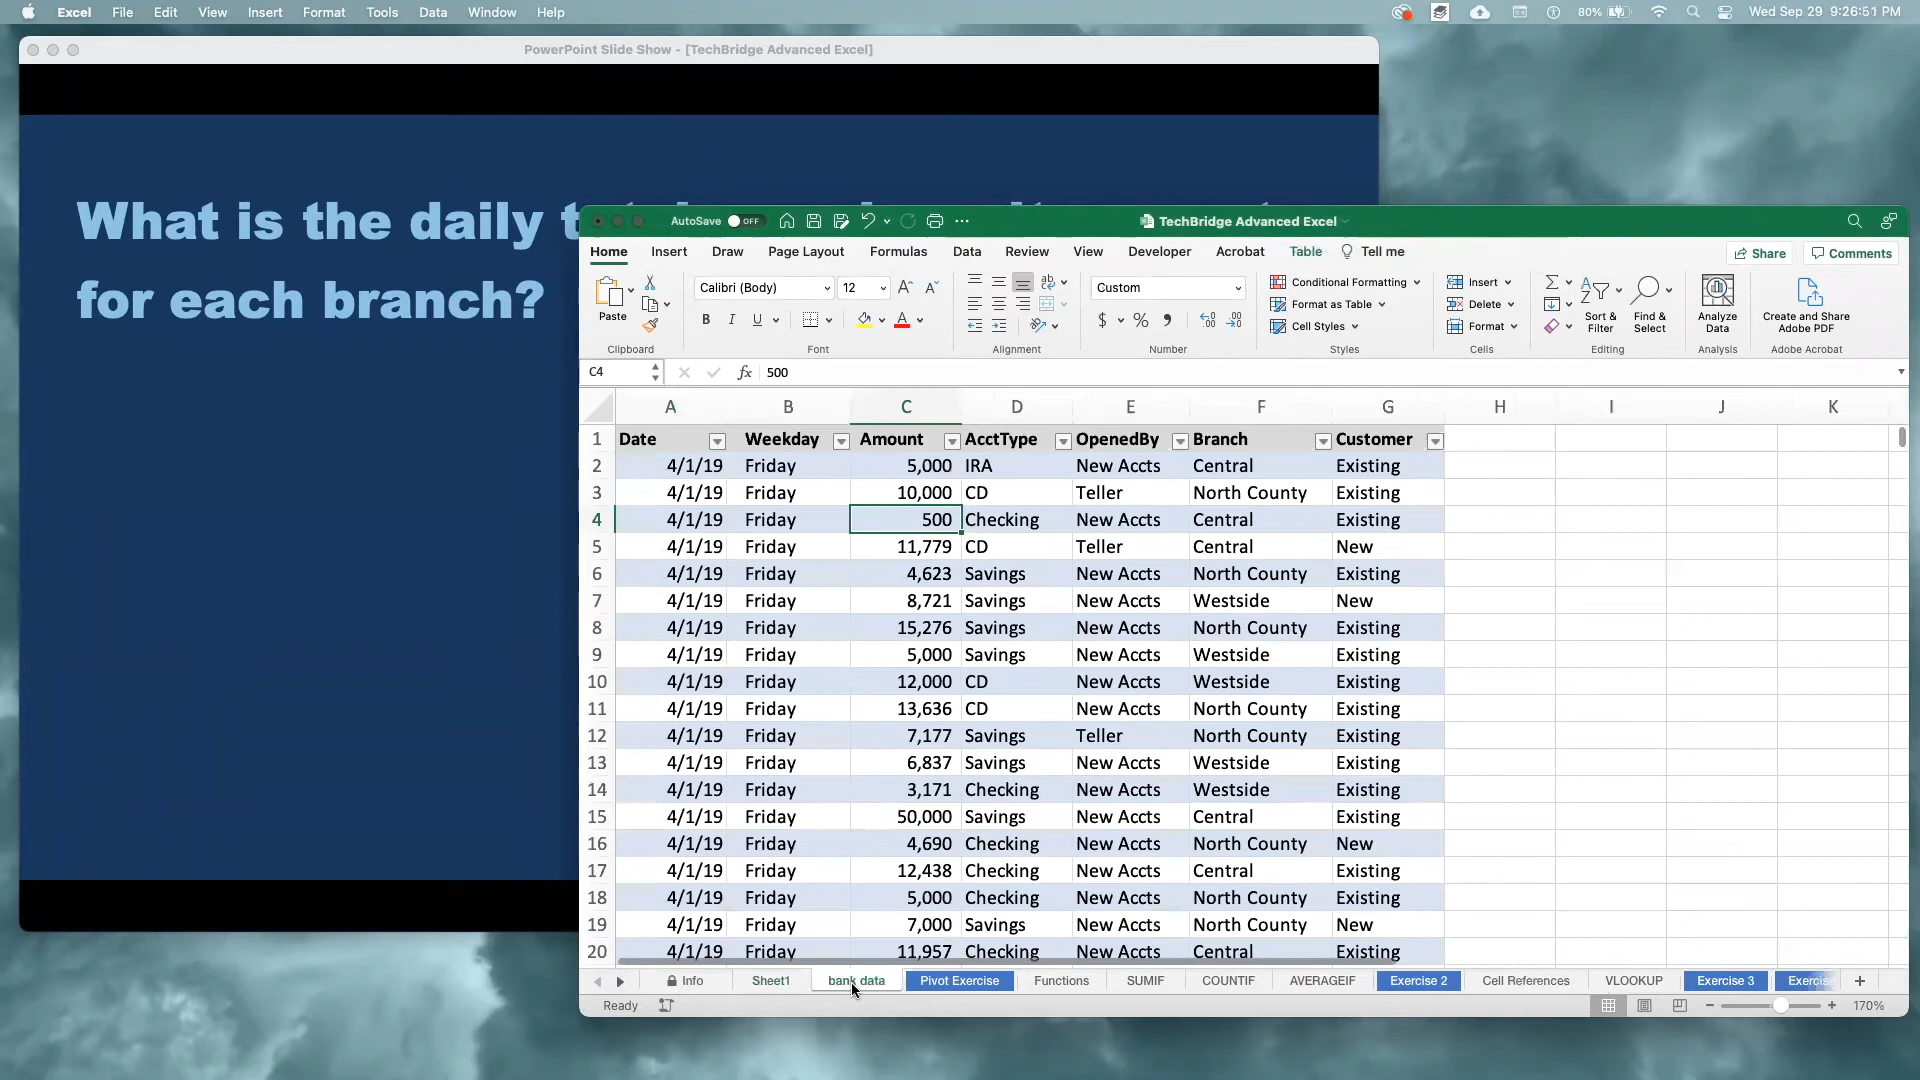 Excel File Edit View Insert Format Tools Data Window Help 80% Wed Sep 29 9:26:51 PM
PowerPoint Slide Show - [TechBridge Advanced Excel]
What is the daily
for each branch?
AutoSave OFF TechBridge Advanced Excel
Home Insert Draw Page Layout Formulas Data Review View Developer Acrobat Table Tell me Share Comments
Paste Calibri (Body) 12 Custom Conditional Formatting Insert
Format as Table Delete
B I U Cell Styles Format
Sort & Filter Find & Select Analyze Data Create and Share Adobe PDF
Clipboard Font Alignment Number Styles Cells Editing Analysis Adobe Acrobat
C4 fx 500
A B C D E F G H I J K
1 Date Weekday Amount AcctType OpenedBy Branch Customer
2 4/1/19 Friday 5,000 IRA New Accts Central Existing
3 4/1/19 Friday 10,000 CD Teller North County Existing
4 4/1/19 Friday 500 Checking New Accts Central Existing
5 4/1/19 Friday 11,779 CD Teller Central New
6 4/1/19 Friday 4,623 Savings New Accts North County Existing
7 4/1/19 Friday 8,721 Savings New Accts Westside New
8 4/1/19 Friday 15,276 Savings New Accts North County Existing
9 4/1/19 Friday 5,000 Savings New Accts Westside Existing
10 4/1/19 Friday 12,000 CD New Accts Westside Existing
11 4/1/19 Friday 13,636 CD New Accts North County Existing
12 4/1/19 Friday 7,177 Savings Teller North County Existing
13 4/1/19 Friday 6,837 Savings New Accts Westside Existing
14 4/1/19 Friday 3,171 Checking New Accts Westside Existing
15 4/1/19 Friday 50,000 Savings New Accts Central Existing
16 4/1/19 Friday 4,690 Checking New Accts North County New
17 4/1/19 Friday 12,438 Checking New Accts Central Existing
18 4/1/19 Friday 5,000 Checking New Accts North County Existing
19 4/1/19 Friday 7,000 Savings New Accts North County New
20 4/1/19 Friday 11,957 Checking New Accts Central Existing
Info Sheet1 bank data Pivot Exercise Functions SUMIF COUNTIF AVERAGEIF Exercise 2 Cell References VLOOKUP Exercise 3 Exercise +
Ready 170%